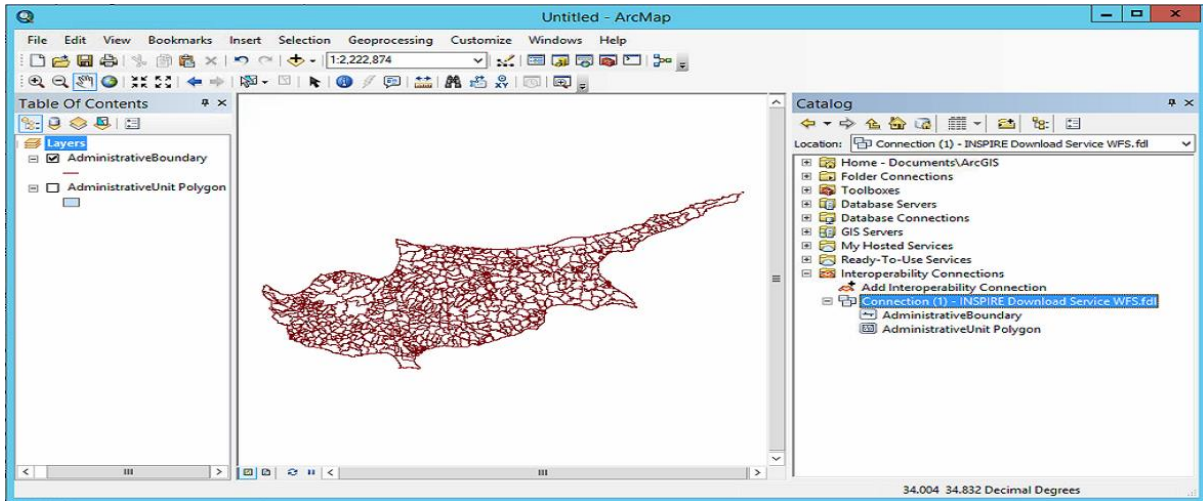 Untitled - ArcMap
File Edit View Bookmarks Insert Selection Geoprocessing Customize Windows Help
1:2,222,874
Table Of Contents
Layers
AdministrativeBoundary
AdministrativeUnit Polygon
Catalog
Location: Connection (1) - INSPIRE Download Service WFS.fdl
Home - Documents\ArcGIS
Folder Connections
Toolboxes
Database Servers
Database Connections
GIS Servers
My Hosted Services
Ready-To-Use Services
Interoperability Connections
Add Interoperability Connection
Connection (1) - INSPIRE Download Service WFS.fdl
AdministrativeBoundary
AdministrativeUnit Polygon
34.004 34.832 Decimal Degrees